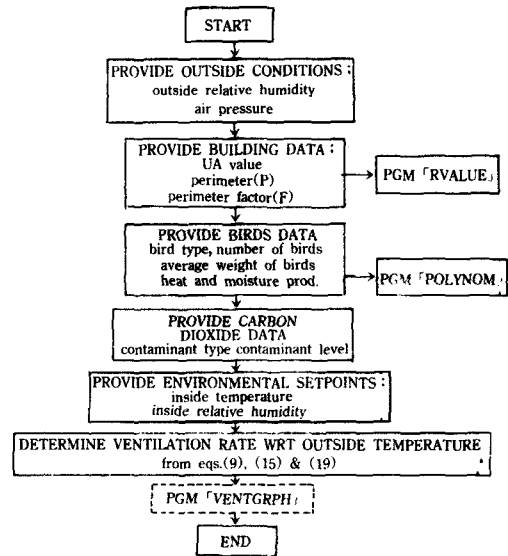 START
PROVIDE OUTSIDE CONDITIONS :
outside relative humidity
air pressure
PROVIDE BUILDING DATA :
UA value
perimeter(P)
perimeter factor(F)
PGM「RVALUE」
PROVIDE BIRDS DATA
bird type, number of birds
average weight of birds
heat and moisture prod.
PGM「POLYNOM」
PROVIDE CARBON
DIOXIDE DATA
contaminant type contaminant level
PROVIDE ENVIRONMENTAL SETPOINTS :
inside temperature
inside relative humidity
DETERMINE VENTILATION RATE WRT OUTSIDE TEMPERATURE
from eqs.(9), (15) & (19)
PGM「VENTGRPH」
END